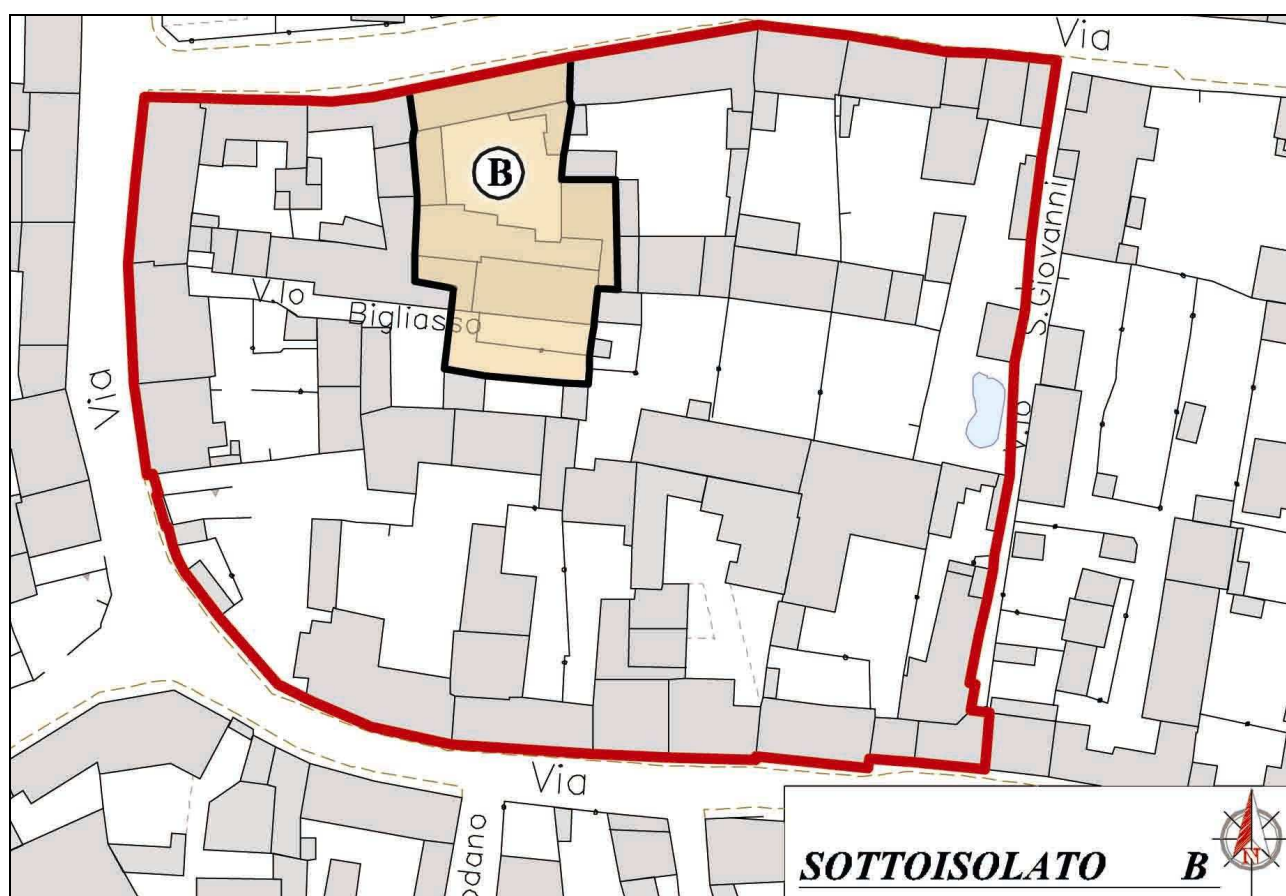 Via
B
S. Giovanni
V.lo
V.lo
Bigliasso
Via
Via
odano
SOTTOISOLATO B
N